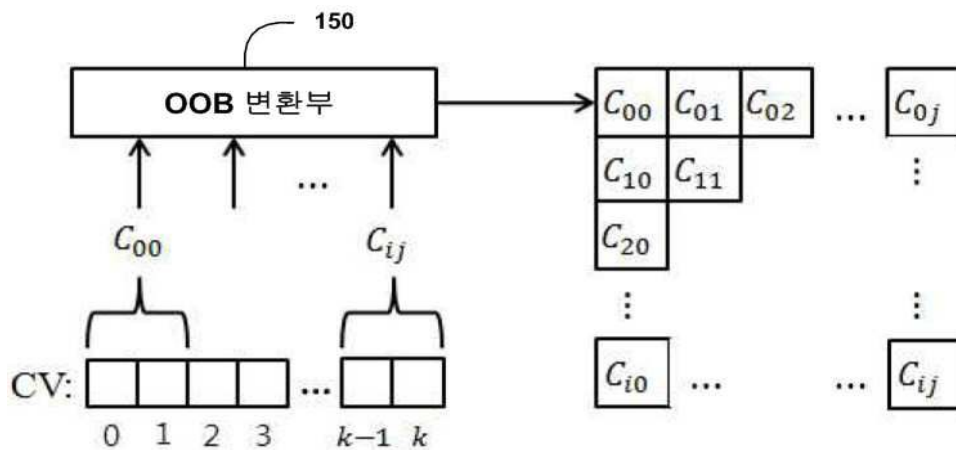 150
OOB 변환부
C00 C01 C02 ... C0j
C10 C11 ⋮
C20
... 
C00 Cij
⋮ ⋮
CV: ...
Ci0 ... ... Cij
0 1 2 3 k−1 k